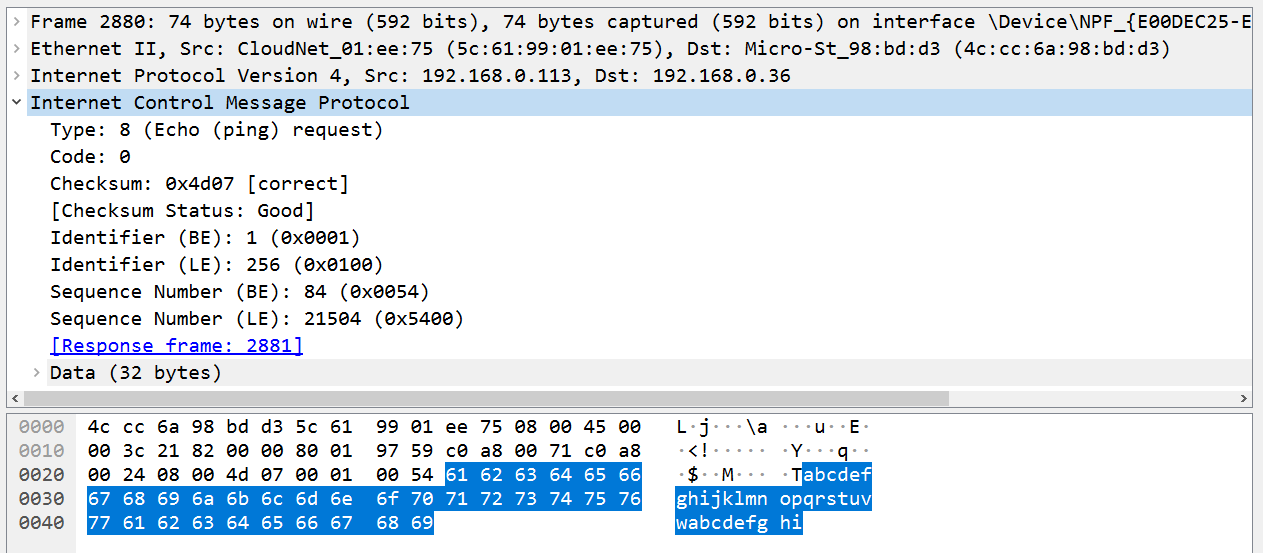 Frame 2880: 74 bytes on wire (592 bits), 74 bytes captured (592 bits) on interface \Device\NPF_{E00DEC25-E
Ethernet II, Src: CloudNet_01:ee:75 (5c:61:99:01:ee:75), Dst: Micro-St_98:bd:d3 (4c:cc:6a:98:bd:d3)
Internet Protocol Version 4, Src: 192.168.0.113, Dst: 192.168.0.36
Internet Control Message Protocol
Type: 8 (Echo (ping) request)
Code: 0
Checksum: 0x4d07 [correct]
[Checksum Status: Good]
Identifier (BE): 1 (0x0001)
Identifier (LE): 256 (0x0100)
Sequence Number (BE): 84 (0x0054)
Sequence Number (LE): 21504 (0x5400)
[Response frame: 2881]
Data (32 bytes)
0000 4c cc 6a 98 bd d3 5c 61 99 01 ee 75 08 00 45 00 L·j···\a ···u··E·
0010 00 3c 21 82 00 00 80 01 97 59 c0 a8 00 71 c0 a8 ·<!····· ·Y···q··
0020 00 24 08 00 4d 07 00 01 00 54 61 62 63 64 65 66 ·$··M··· ·Tabcdef
0030 67 68 69 6a 6b 6c 6d 6e 6f 70 71 72 73 74 75 76 ghijklmn opqrstuv
0040 77 61 62 63 64 65 66 67 68 69 wabcdefg hi